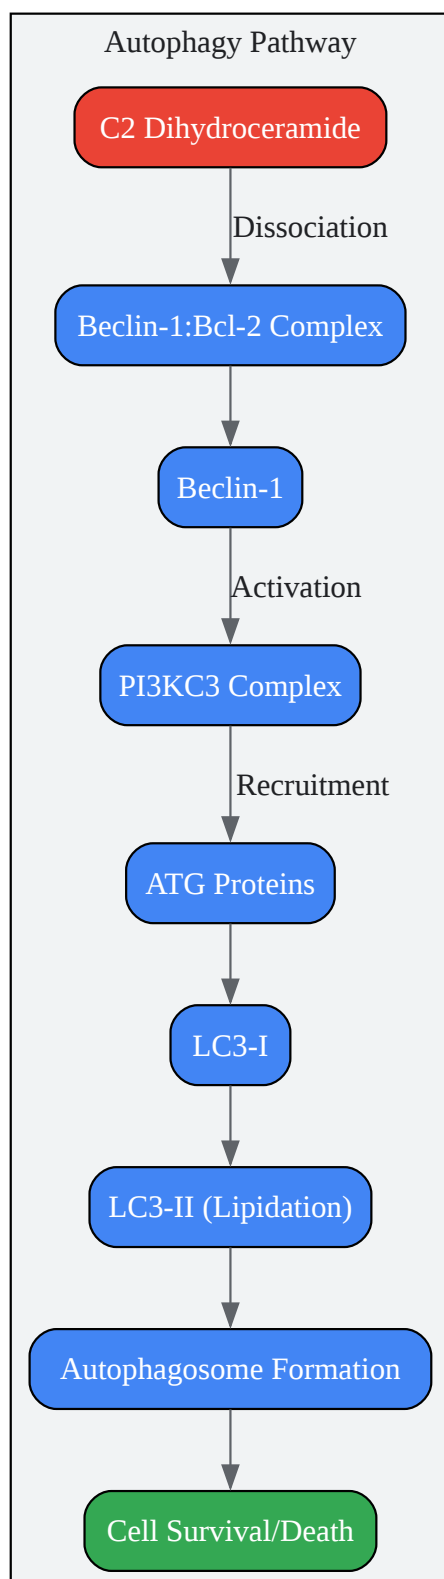 Autophagy Pathway
C2 Dihydroceramide
Dissociation
Beclin-1:Bcl-2 Complex
Beclin-1
Activation
PI3KC3 Complex
Recruitment
ATG Proteins
LC3-I
LC3-II (Lipidation)
Autophagosome Formation
Cell Survival/Death